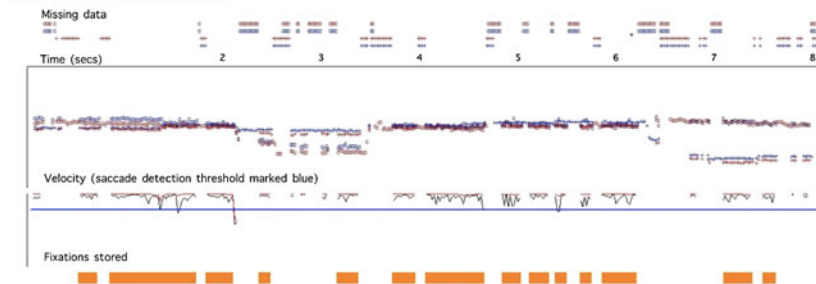 Missing data
Time (secs) 2 3 4 5 6 7 8
Velocity (saccade detection threshold marked blue)
Fixations stored